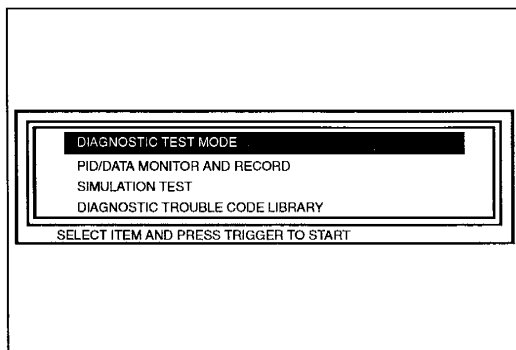 DIAGNOSTIC TEST MODE
PID/DATA MONITOR AND RECORD
SIMULATION TEST
DIAGNOSTIC TROUBLE CODE LIBRARY
SELECT ITEM AND PRESS TRIGGER TO START